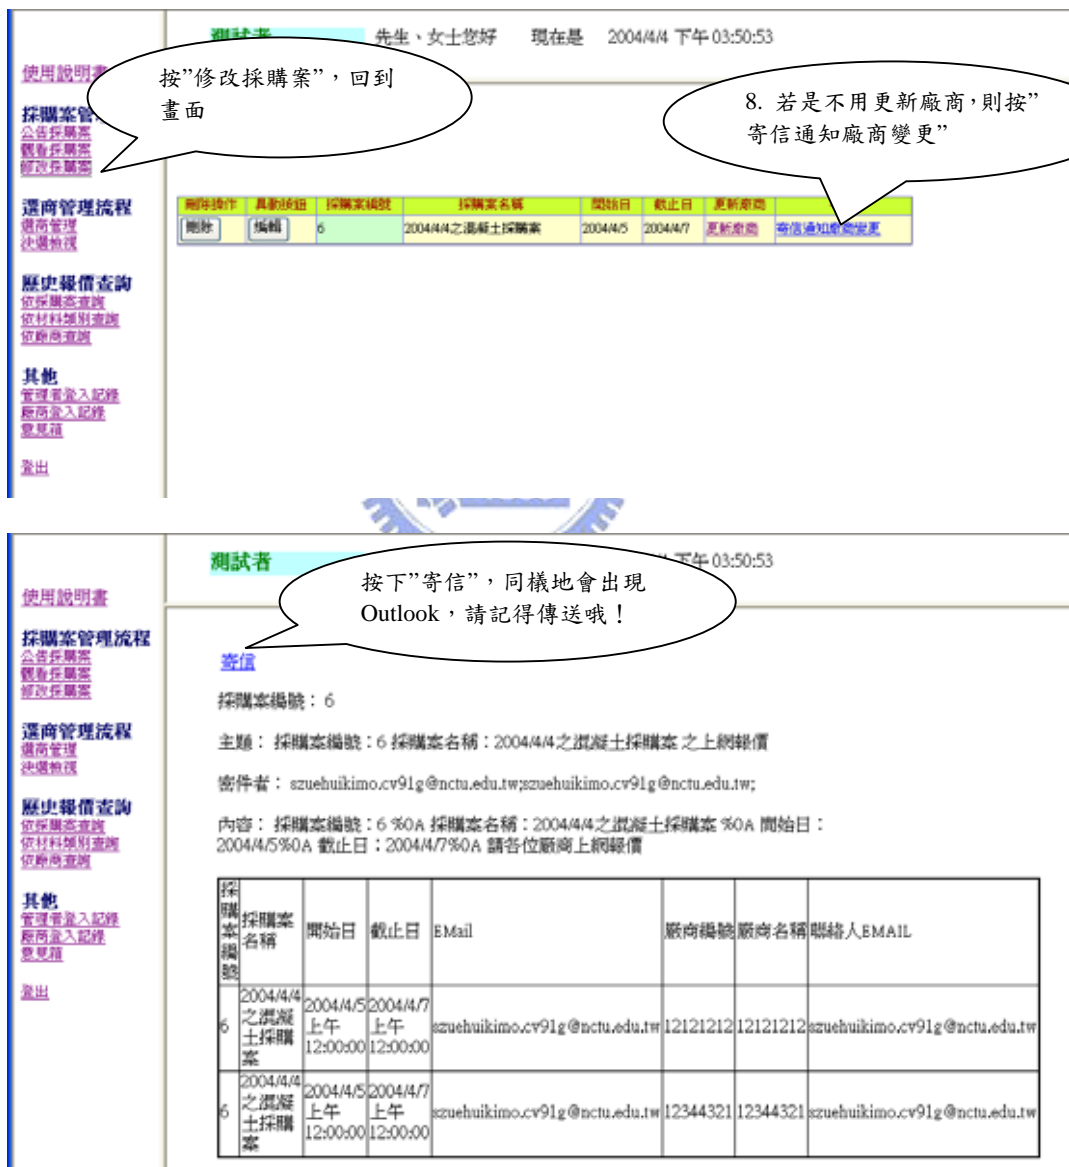 測試者 先生、女士您好 現在是 2004/4/4 下午 03:50:53
使用說明書
按”修改採購案”，回到
畫面
8. 若是不用更新廠商，則按”
寄信通知廠商變更”
採購案管
公告採購案
觀看採購案
修改採購案
選商管理流程
選商管理
決選檢視
歷史報價查詢
依採購案查詢
依材料類別查詢
依廠商查詢
其他
管理者登入記錄
廠商登入記錄
意見箱
登出
刪除操作 異動按鈕 採購案編號 採購案名稱 開始日 截止日 更新廠商
刪除 編輯 6 2004/4/4之混凝土採購案 2004/4/5 2004/4/7 更新廠商 寄信通知廠商變更
測試者 下午 03:50:53
按下”寄信”，同樣地會出現
Outlook，請記得傳送哦！
使用說明書
採購案管理流程
公告採購案
觀看採購案
修改採購案
選商管理流程
選商管理
決選檢視
歷史報價查詢
依採購案查詢
依材料類別查詢
依廠商查詢
其他
管理者登入記錄
廠商登入記錄
意見箱
登出
寄信
採購案編號：6
主題： 採購案編號：6 採購案名稱：2004/4/4之混凝土採購案 之上網報價
密件者： szuehuikimo.cv91g@nctu.edu.tw;szuehuikimo.cv91g@nctu.edu.tw;
內容： 採購案編號：6 %0A 採購案名稱：2004/4/4之混凝土採購案 %0A 開始日：
2004/4/5%0A 截止日：2004/4/7%0A 請各位廠商上網報價
採購案編號 採購案名稱 開始日 截止日 EMail 廠商編號 廠商名稱 聯絡人EMAIL
6 2004/4/4之混凝土採購案 2004/4/5 上午 12:00:00 2004/4/7 上午 12:00:00 szuehuikimo.cv91g@nctu.edu.tw 12121212 12121212 szuehuikimo.cv91g@nctu.edu.tw
6 2004/4/4之混凝土採購案 2004/4/5 上午 12:00:00 2004/4/7 上午 12:00:00 szuehuikimo.cv91g@nctu.edu.tw 12344321 12344321 szuehuikimo.cv91g@nctu.edu.tw